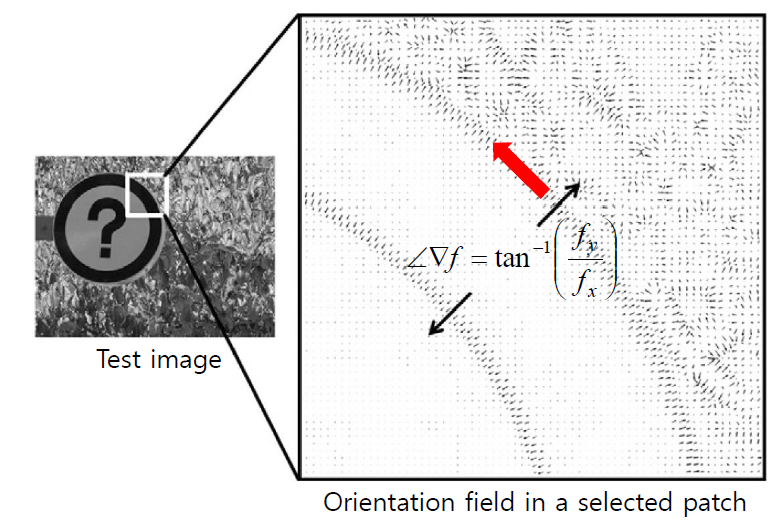 ?
∠∇f = tan⁻¹(f_y / f_x)
Test image
Orientation field in a selected patch